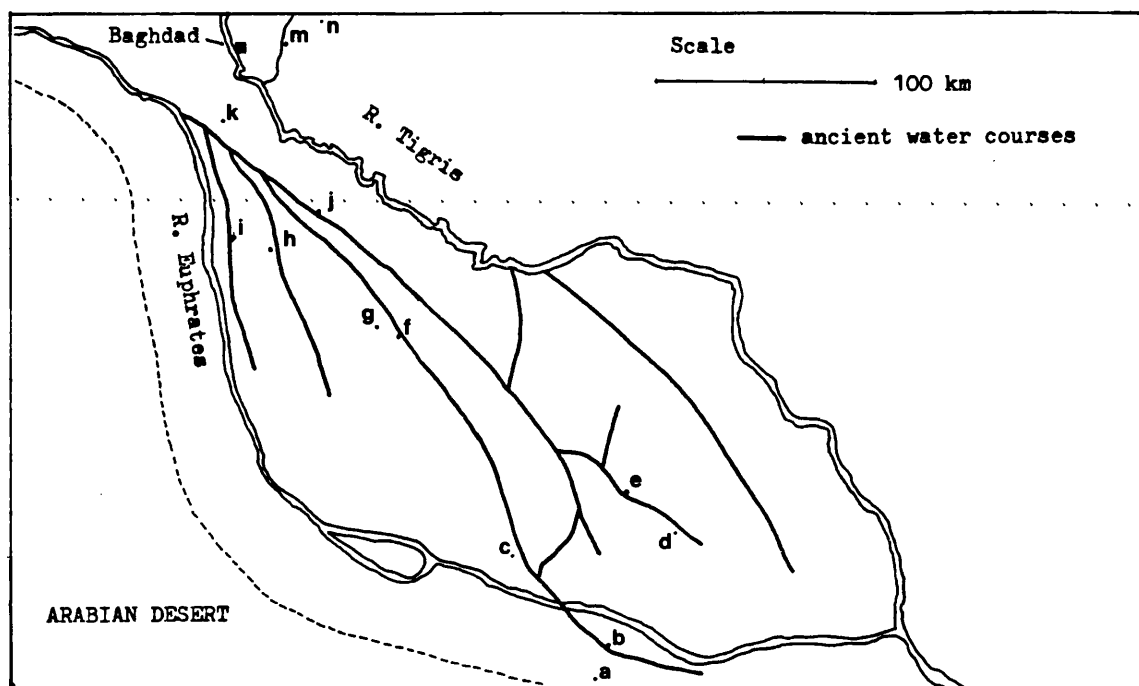 Baghdad
m
n
Scale
100 km
ancient water courses
k
R. Tigris
j
i
h
R. Euphrates
g
f
e
d
c
ARABIAN DESERT
b
a